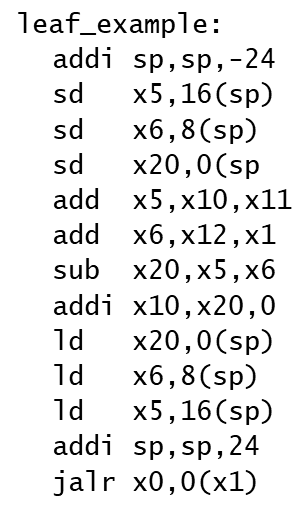 leaf_example:
addi sp,sp,-24
sd x5,16(sp)
sd x6,8(sp)
sd x20,0(sp
add x5,x10,x11
add x6,x12,x1
sub x20,x5,x6
addi x10,x20,0
ld x20,0(sp)
ld x6,8(sp)
ld x5,16(sp)
addi sp,sp,24
jalr x0,0(x1)